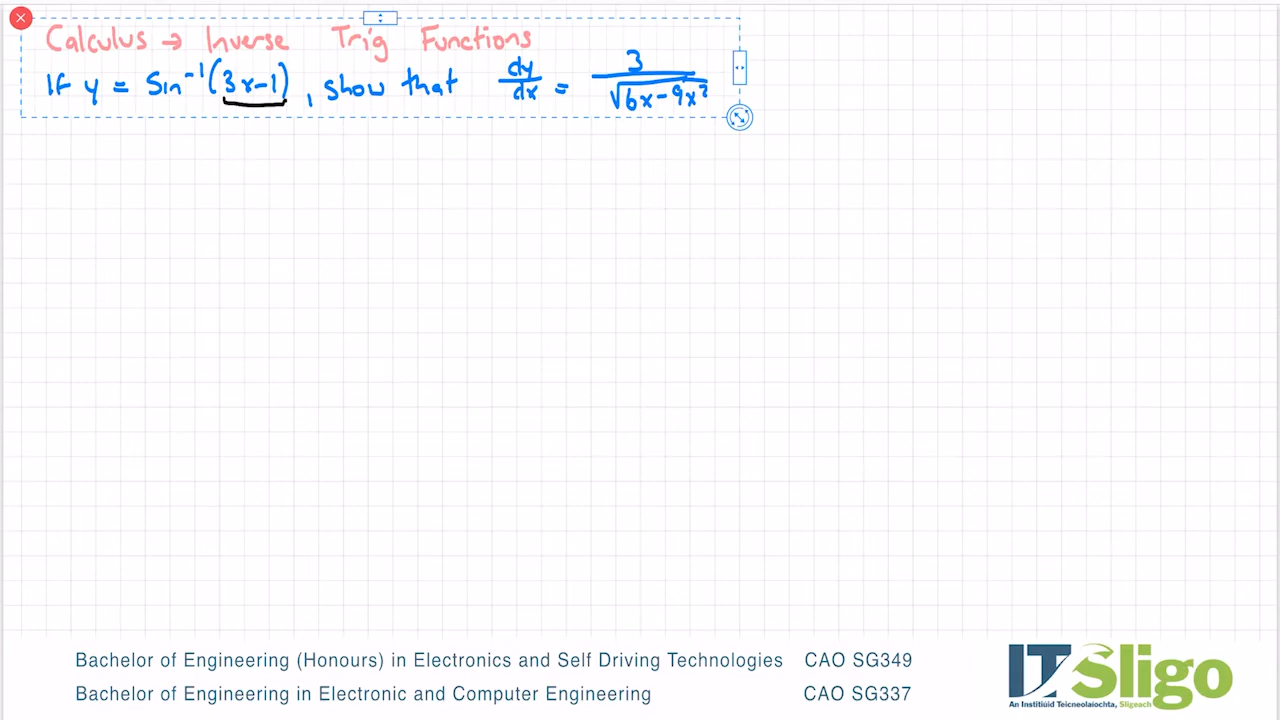 Calculus → Inverse Trig Functions
If y = Sin⁻¹(3x-1), show that dy/dx = 3/√6x-9x²
Bachelor of Engineering (Honours) in Electronics and Self Driving Technologies CAO SG349
Bachelor of Engineering in Electronic and Computer Engineering CAO SG337
IT Sligo
An Institiúid Teicneolaíochta, Sligeach